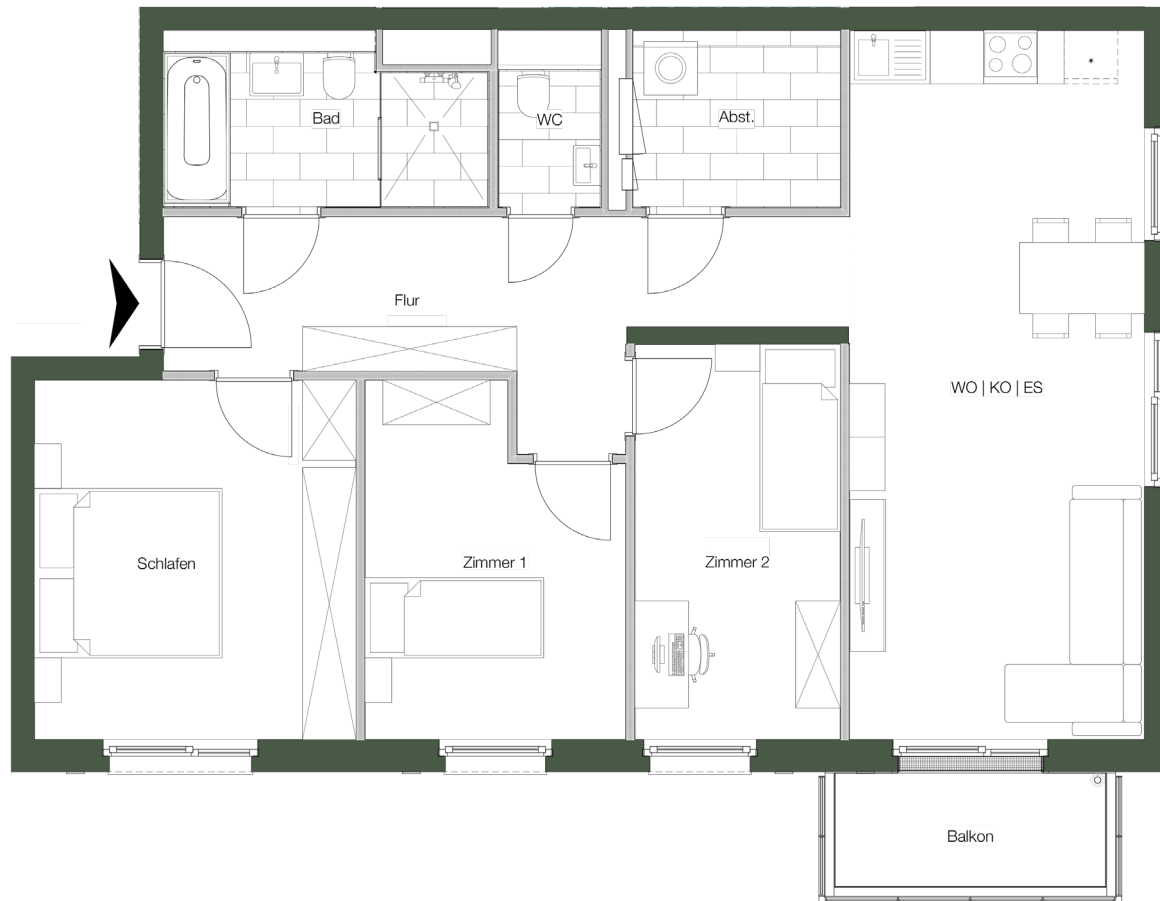 Bad
WC
Abst.
Flur
WO | KO | ES
Schlafen
Zimmer 1
Zimmer 2
Balkon